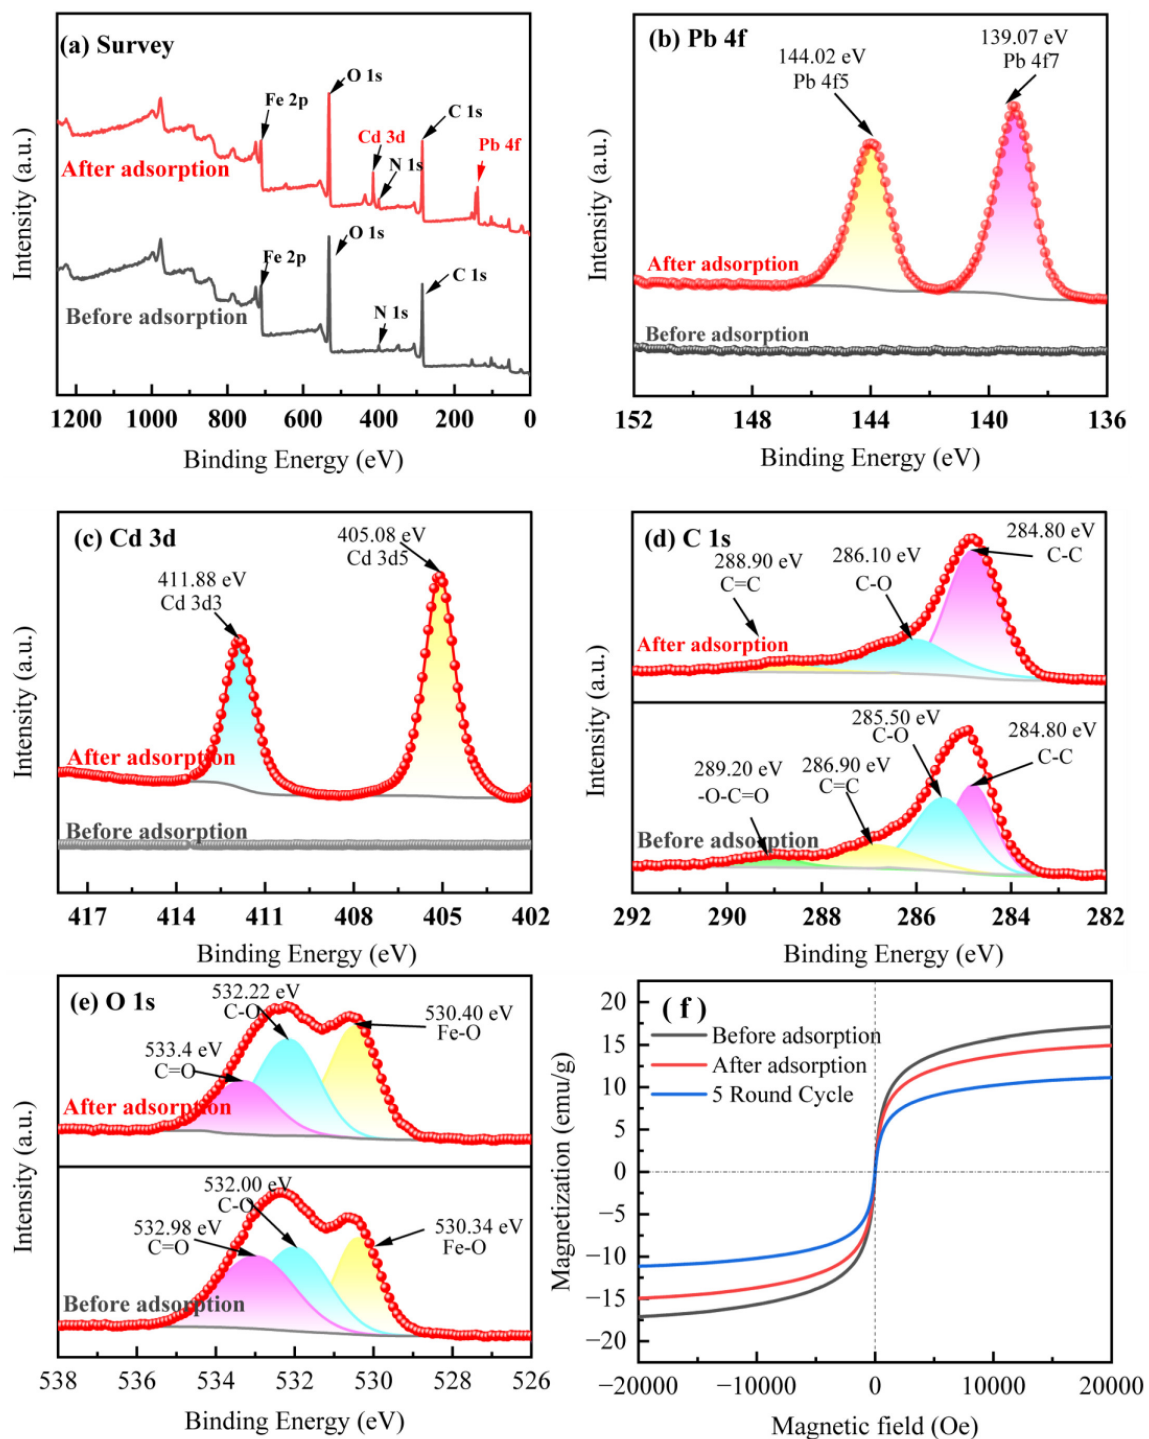 (a) Survey
O 1s
Fe 2p
C 1s
Cd 3d
Pb 4f
N 1s
After adsorption
O 1s
Fe 2p
C 1s
N 1s
Before adsorption
Intensity (a.u.)
1200 1000 800 600 400 200 0
Binding Energy (eV)
(b) Pb 4f
139.07 eV
Pb 4f7
144.02 eV
Pb 4f5
After adsorption
Before adsorption
Intensity (a.u.)
152 148 144 140 136
Binding Energy (eV)
(c) Cd 3d
405.08 eV
Cd 3d5
411.88 eV
Cd 3d3
After adsorption
Before adsorption
Intensity (a.u.)
417 414 411 408 405 402
Binding Energy (eV)
(d) C 1s
284.80 eV
C-C
286.10 eV
C-O
288.90 eV
C=C
After adsorption
285.50 eV
C-O
284.80 eV
C-C
286.90 eV
C=C
289.20 eV
-O-C=O
Before adsorption
Intensity (a.u.)
292 290 288 286 284 282
Binding Energy (eV)
(e) O 1s
532.22 eV
C-O
530.40 eV
Fe-O
533.4 eV
C=O
After adsorption
532.00 eV
C-O
532.98 eV
C=O
530.34 eV
Fe-O
Before adsorption
Intensity (a.u.)
538 536 534 532 530 528 526
Binding Energy (eV)
( f )
Before adsorption
After adsorption
5 Round Cycle
Magnetization (emu/g)
20
15
10
5
0
−5
−10
−15
−20
−20000 −10000 0 10000 20000
Magnetic field (Oe)